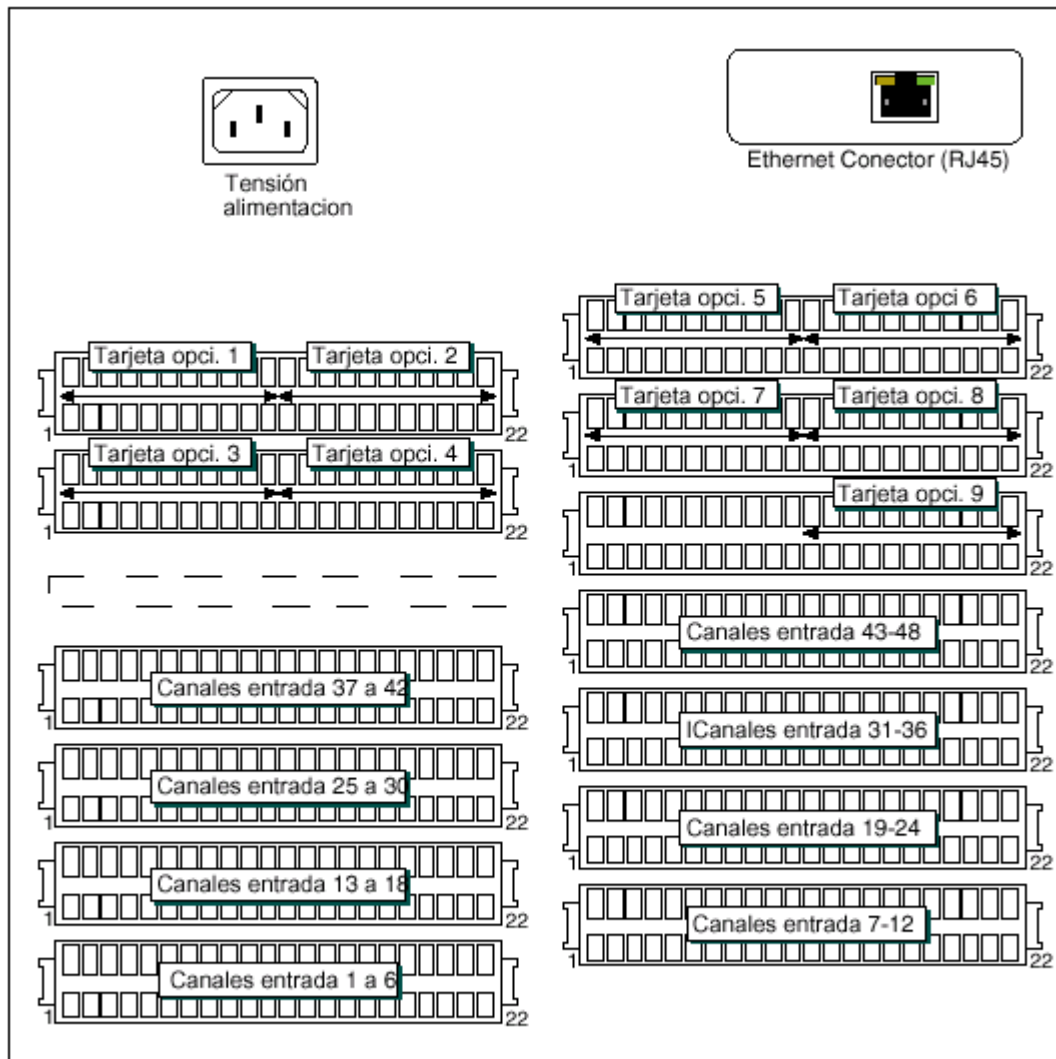 Tensión
alimentacion
Ethernet Conector (RJ45)
Tarjeta opci. 1
Tarjeta opci. 2
1
22
Tarjeta opci. 3
Tarjeta opci. 4
1
22
Canales entrada 37 a 42
1
22
Canales entrada 25 a 30
1
22
Canales entrada 13 a 18
1
22
Canales entrada 1 a 6
1
22
Tarjeta opci. 5
Tarjeta opci 6
1
22
Tarjeta opci. 7
Tarjeta opci. 8
1
22
Tarjeta opci. 9
1
22
Canales entrada 43-48
1
22
ICanales entrada 31-36
1
22
Canales entrada 19-24
1
22
Canales entrada 7-12
1
22